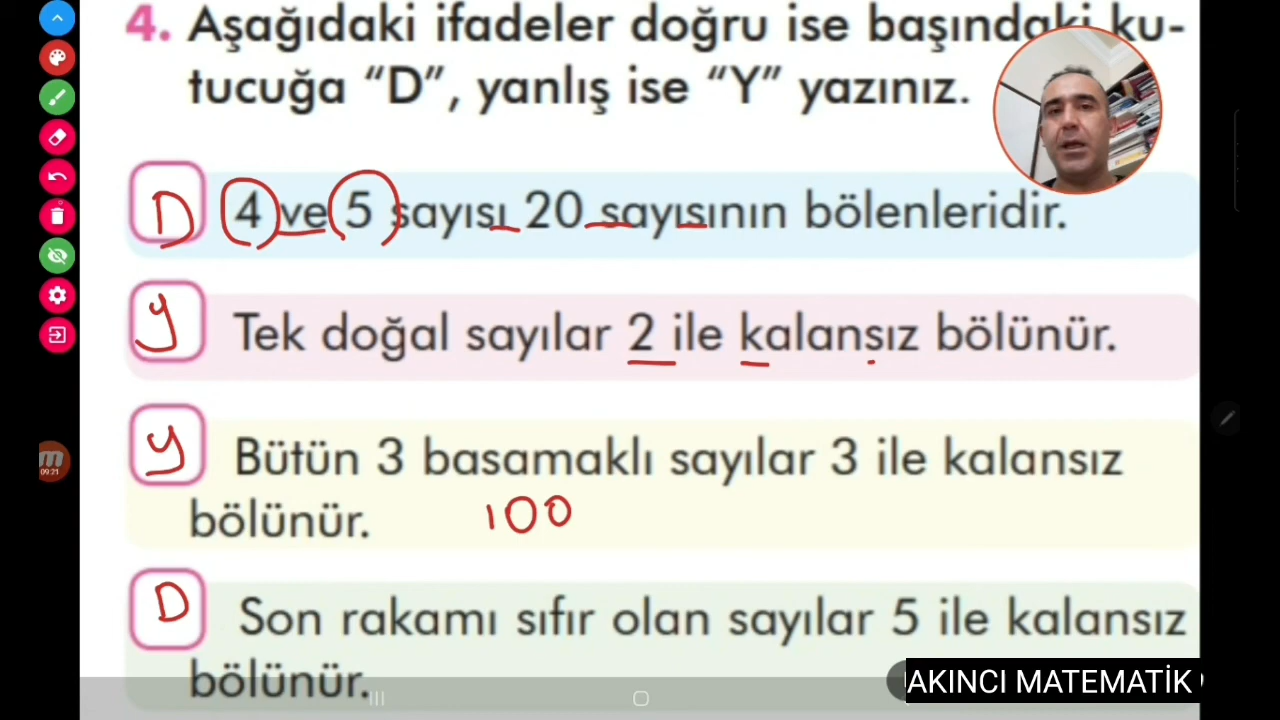 4. Aşağıdaki ifadeler doğru ise başındaki ku-
tucuğa “D”, yanlış ise “Y” yazınız.
D 4 ve 5 sayısı 20 sayısının bölenleridir.
y Tek doğal sayılar 2 ile kalansız bölünür.
y Bütün 3 basamaklı sayılar 3 ile kalansız
bölünür. 100
D Son rakamı sıfır olan sayılar 5 ile kalansız
bölünür.
m
09:21
AKINCI MATEMATİK